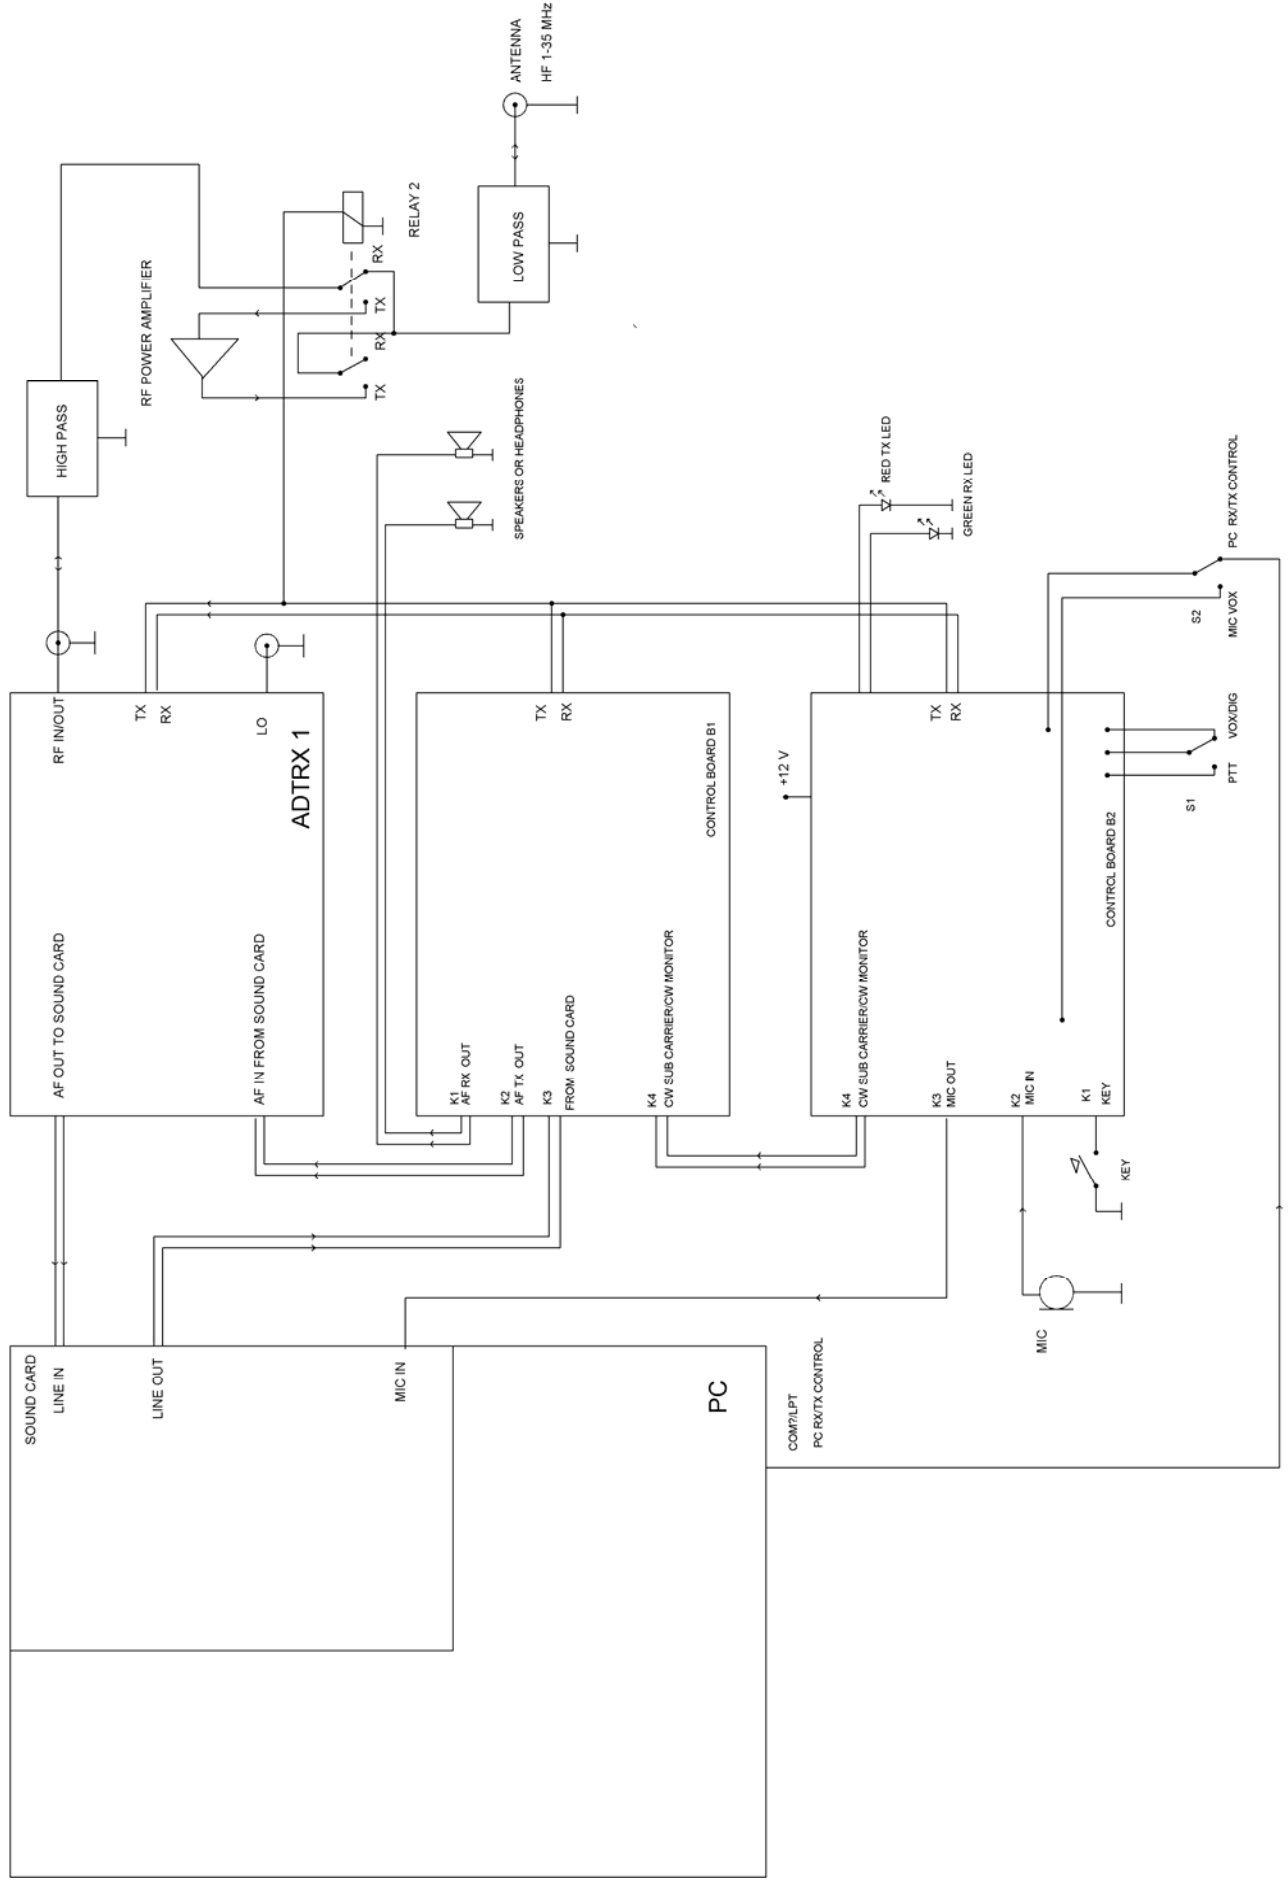 SOUND CARD
LINE IN
LINE OUT
MIC IN
PC
COM?/LPT
PC RX/TX CONTROL
AF OUT TO SOUND CARD
AF IN FROM SOUND CARD
RF IN/OUT
TX
RX
LO
ADTRX 1
K1
AF RX OUT
K2
AF TX OUT
K3
FROM SOUND CARD
K4
CW SUB CARRIER/CW MONITOR
TX
RX
CONTROL BOARD B1
K4
CW SUB CARRIER/CW MONITOR
K3
MIC OUT
K2
MIC IN
K1
KEY
+12 V
TX
RX
CONTROL BOARD B2
MIC
KEY
S1
PTT
VOX/DIG
S2
MIC VOX
PC RX/TX CONTROL
RED TX LED
GREEN RX LED
SPEAKERS OR HEADPHONES
HIGH PASS
RF POWER AMPLIFIER
TX
RX
TX
RX
RELAY 2
LOW PASS
ANTENNA
HF 1-35 MHz